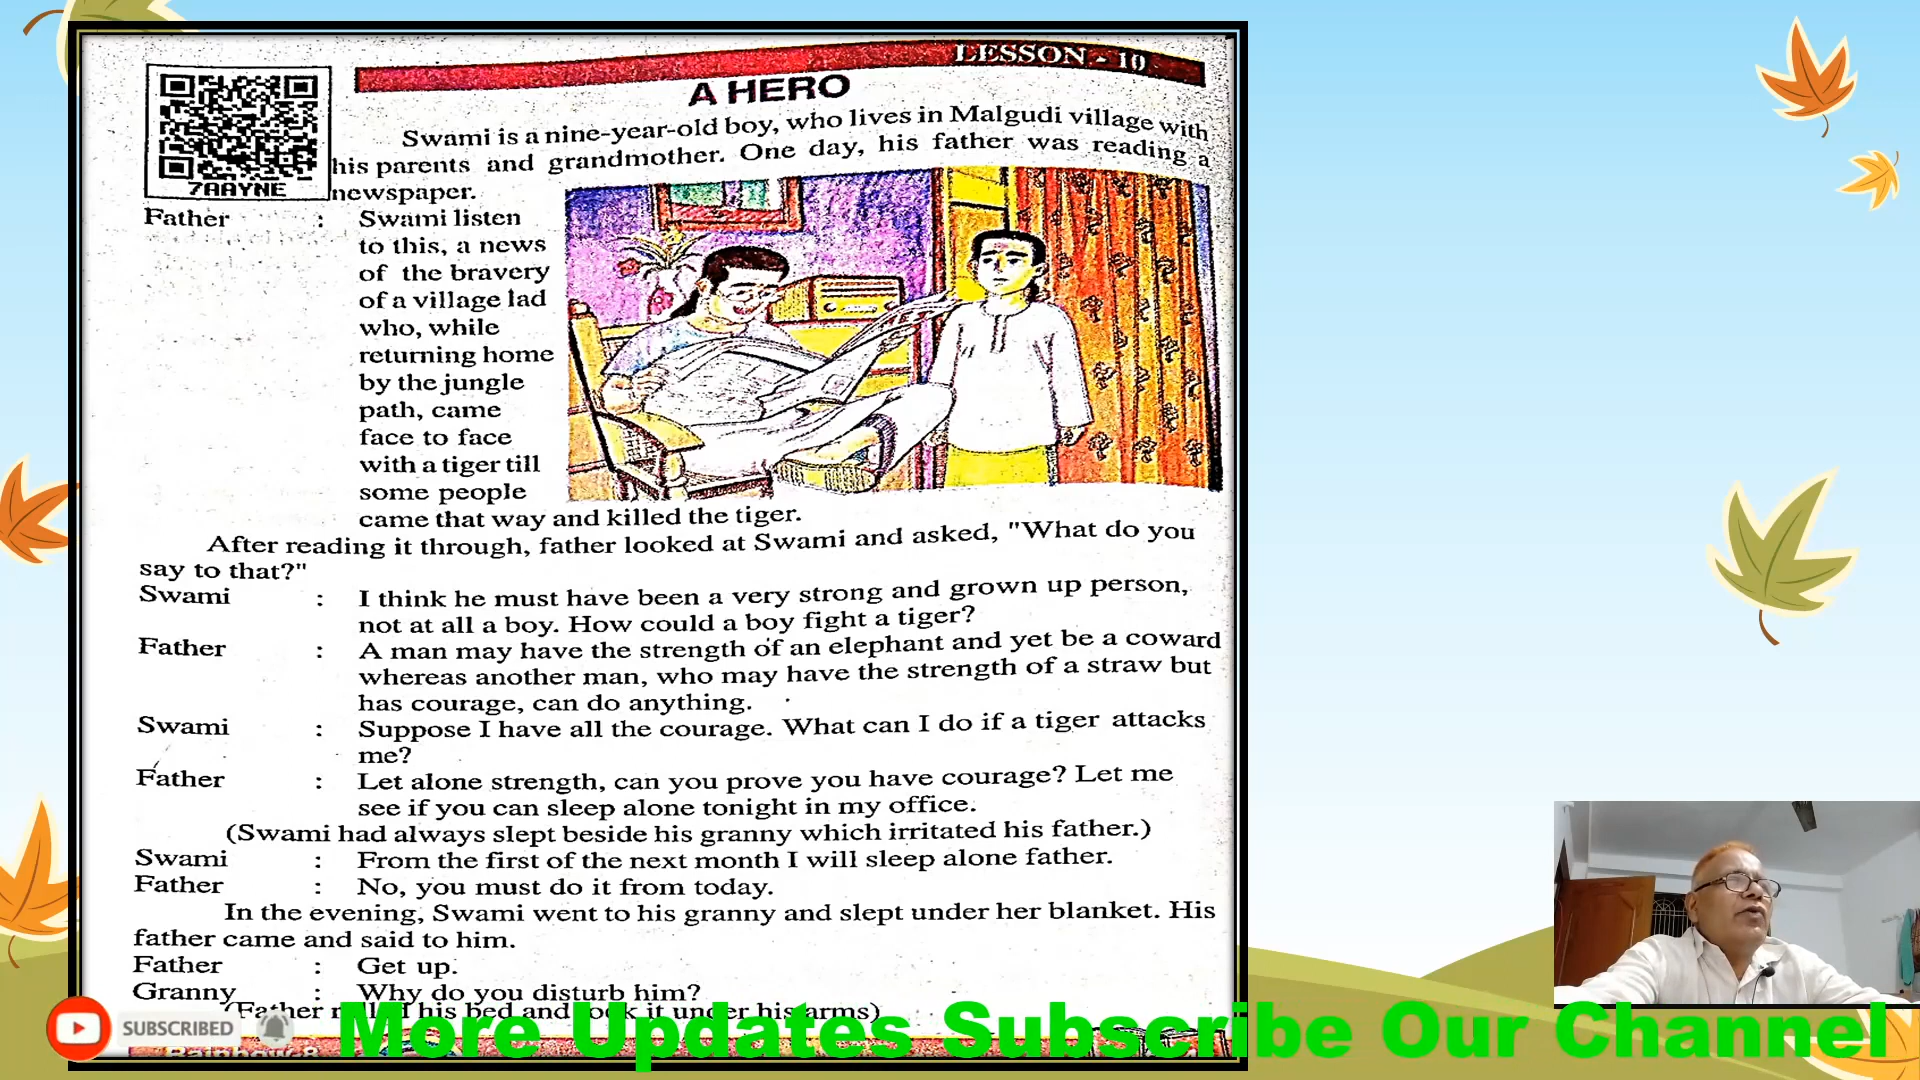 LESSON - 10
A HERO
7AAYNE
Swami is a nine-year-old boy, who lives in Malgudi village with
his parents and grandmother. One day, his father was reading a
newspaper.
Father : Swami listen
to this, a news
of the bravery
of a village lad
who, while
returning home
by the jungle
path, came
face to face
with a tiger till
some people
came that way and killed the tiger.
After reading it through, father looked at Swami and asked, "What do you
say to that?"
Swami : I think he must have been a very strong and grown up person,
not at all a boy. How could a boy fight a tiger?
Father : A man may have the strength of an elephant and yet be a coward
whereas another man, who may have the strength of a straw but
has courage, can do anything.
Swami : Suppose I have all the courage. What can I do if a tiger attacks
me?
Father : Let alone strength, can you prove you have courage? Let me
see if you can sleep alone tonight in my office.
(Swami had always slept beside his granny which irritated his father.)
Swami : From the first of the next month I will sleep alone father.
Father : No, you must do it from today.
In the evening, Swami went to his granny and slept under her blanket. His
father came and said to him.
Father : Get up.
Granny : Why do you disturb him?
(Father his bed and it under his arms)
SUBSCRIBED
More Updates Subscribe Our Channel